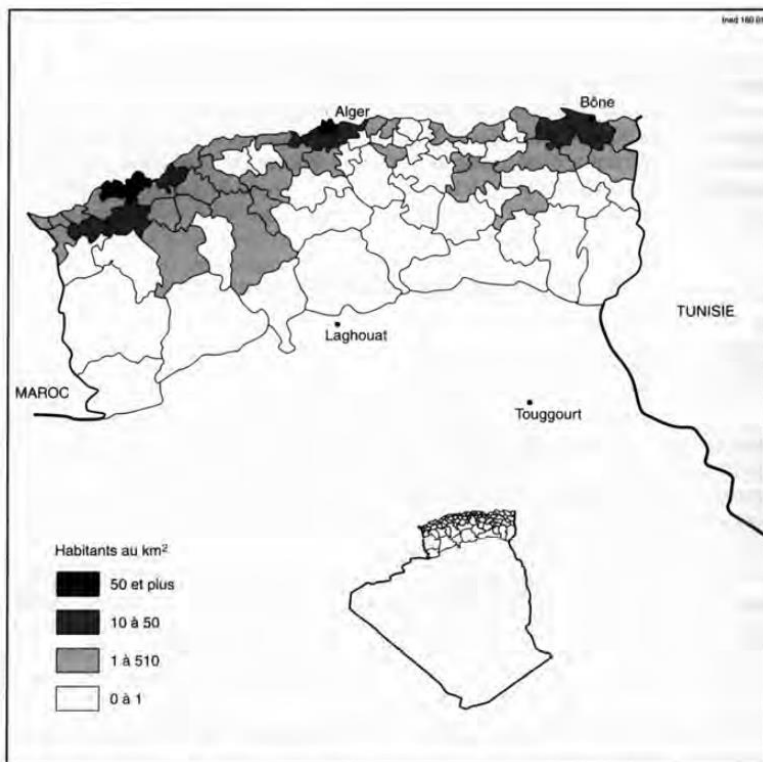 Alger
Bône
TUNISIE
Laghouat
MAROC
Touggourt
Habitants au km²
50 et plus
10 à 50
1 à 510
0 à 1